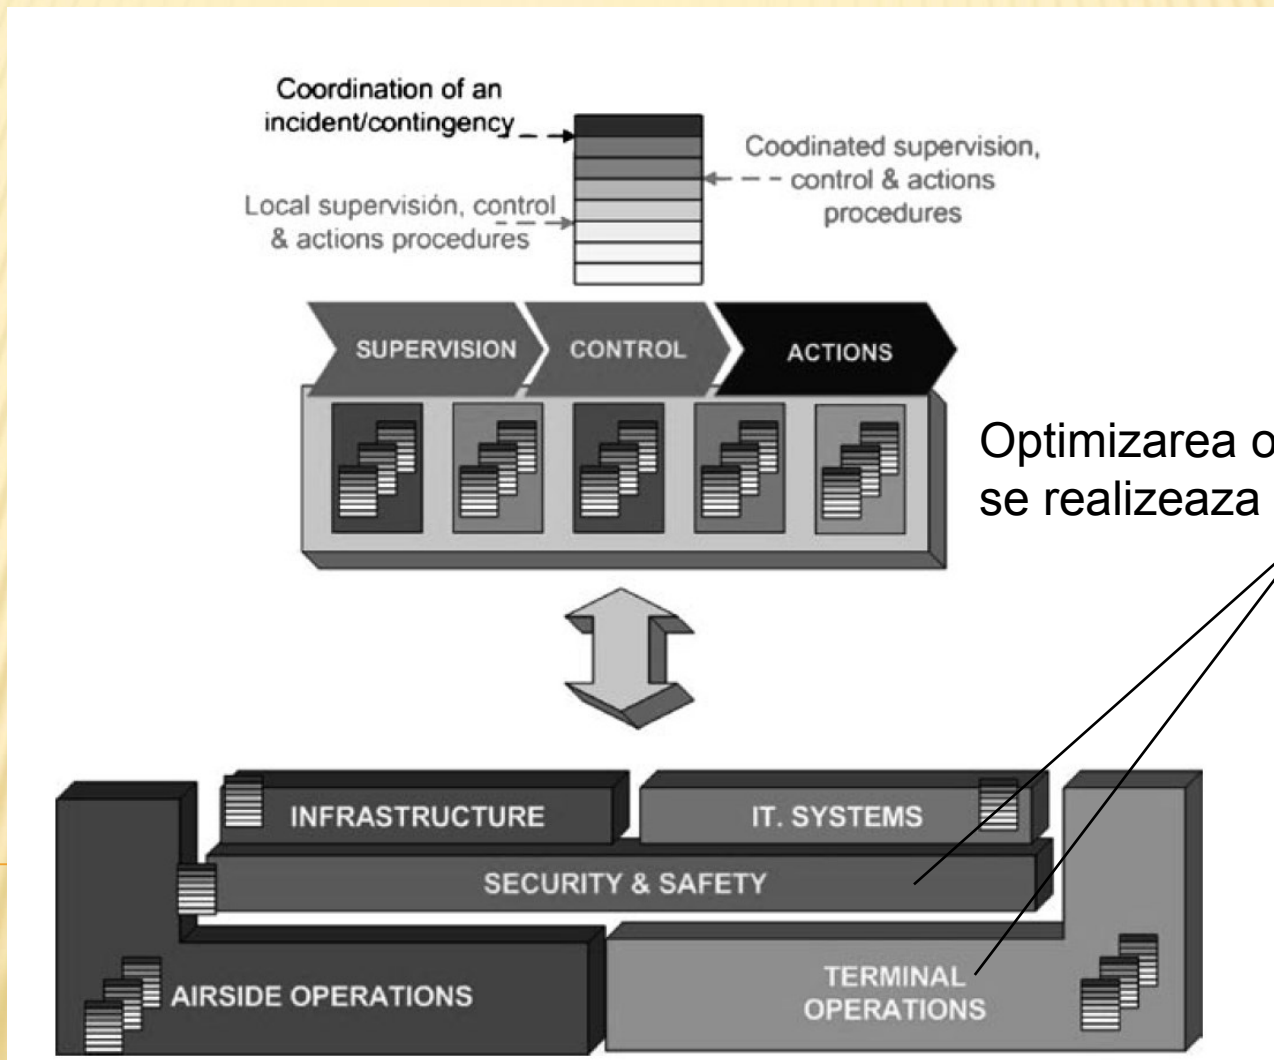 Coordination of an
incident/contingency
Coodinated supervision,
control & actions
procedures
Local supervisión, control
& actions procedures
SUPERVISION
CONTROL
ACTIONS
Optimizarea o
se realizeaza
INFRASTRUCTURE
IT. SYSTEMS
SECURITY & SAFETY
AIRSIDE OPERATIONS
TERMINAL
OPERATIONS